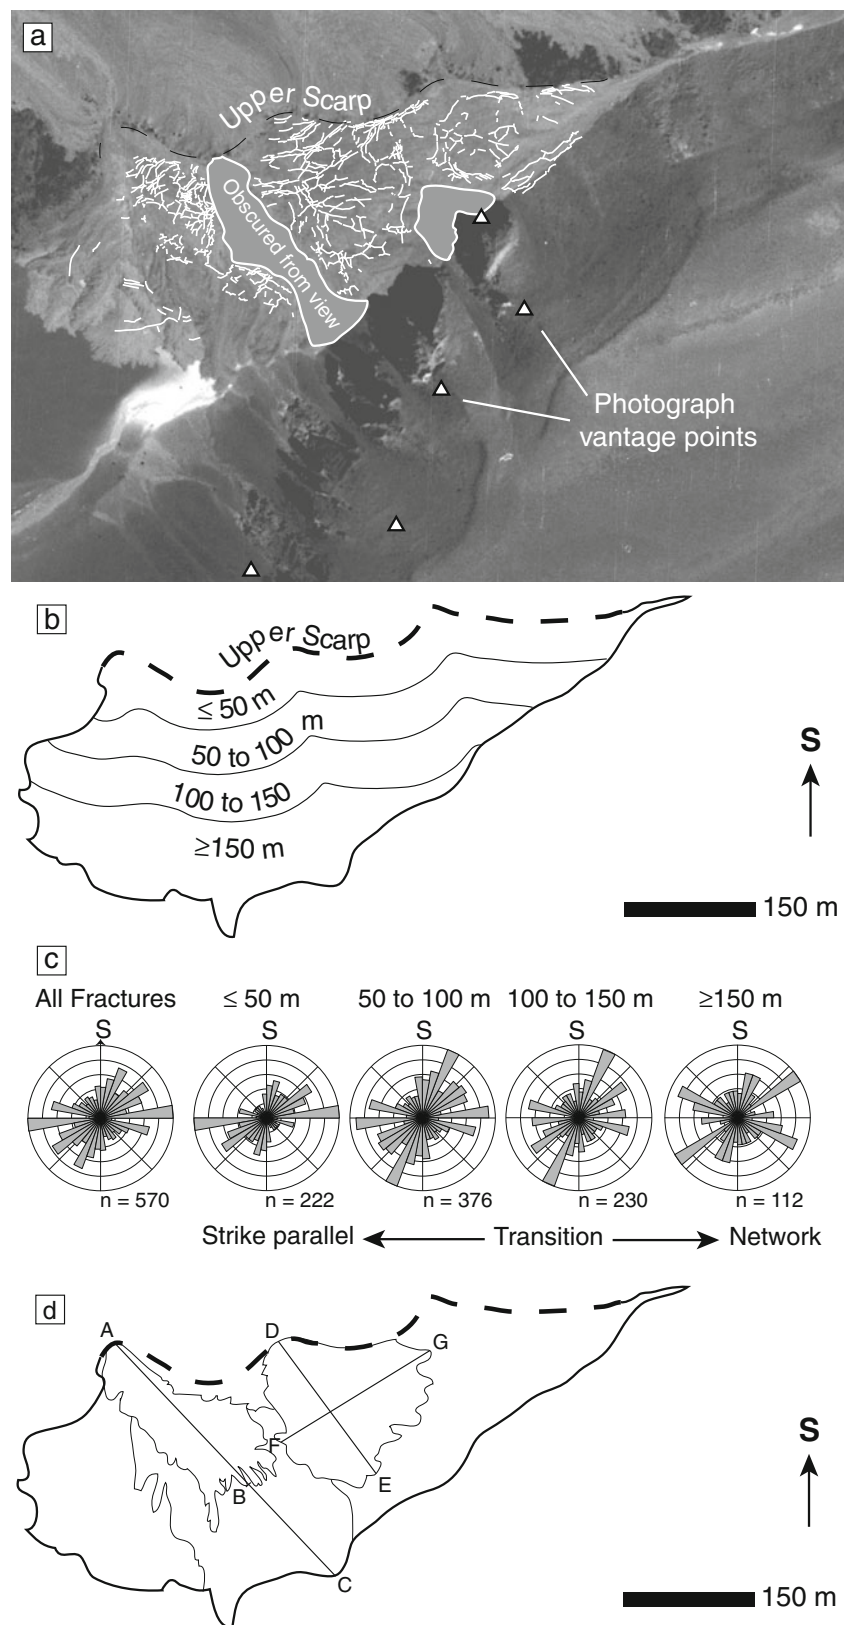 a
Upper Scarp
Obscured from view
Photograph
vantage points
b
Upper Scarp
≤ 50 m
50 to 100 m
100 to 150
≥150 m
S
150 m
c
All Fractures
≤ 50 m
50 to 100 m
100 to 150 m
≥150 m
S
S
S
S
S
n = 570
n = 222
n = 376
n = 230
n = 112
Strike parallel
Transition
Network
d
A
D
G
F
E
B
C
S
150 m